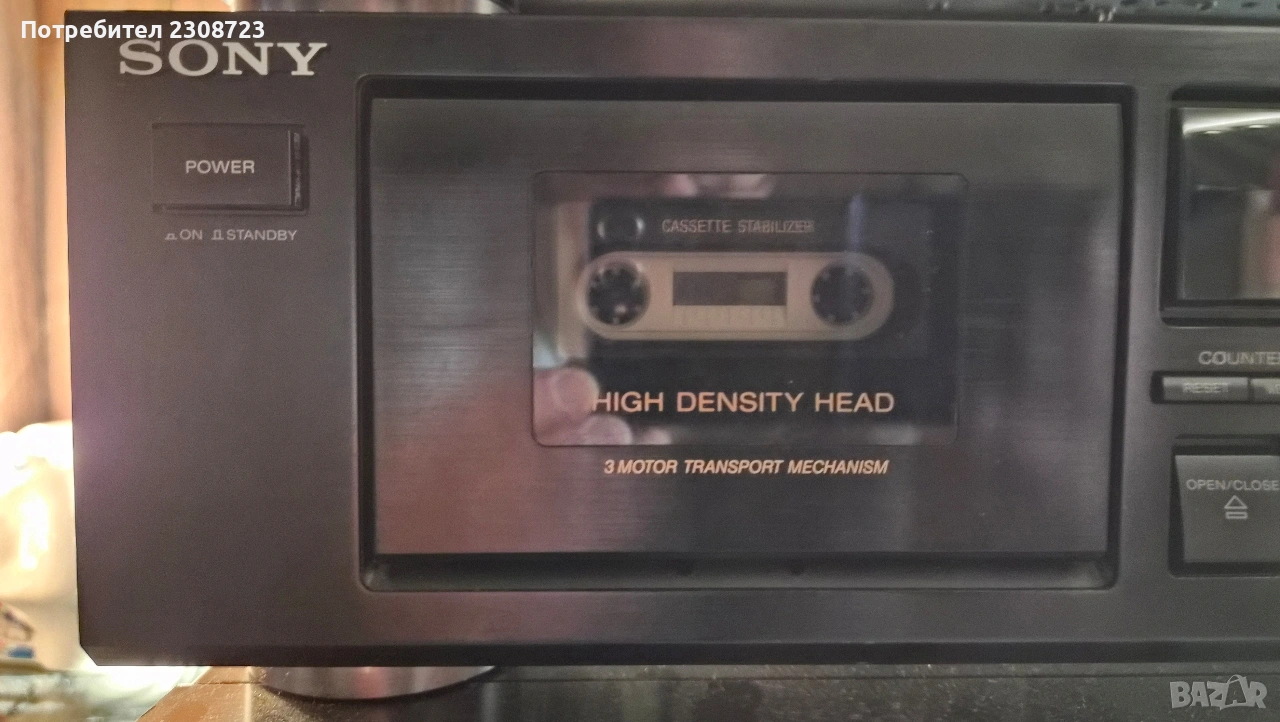 Потребител 2308723
SONY
POWER
ON STANDBY
CASSETTE STABILIZER
HIGH DENSITY HEAD
3 MOTOR TRANSPORT MECHANISM
COUNTER
RESET
OPEN/CLOSE
BAZAR